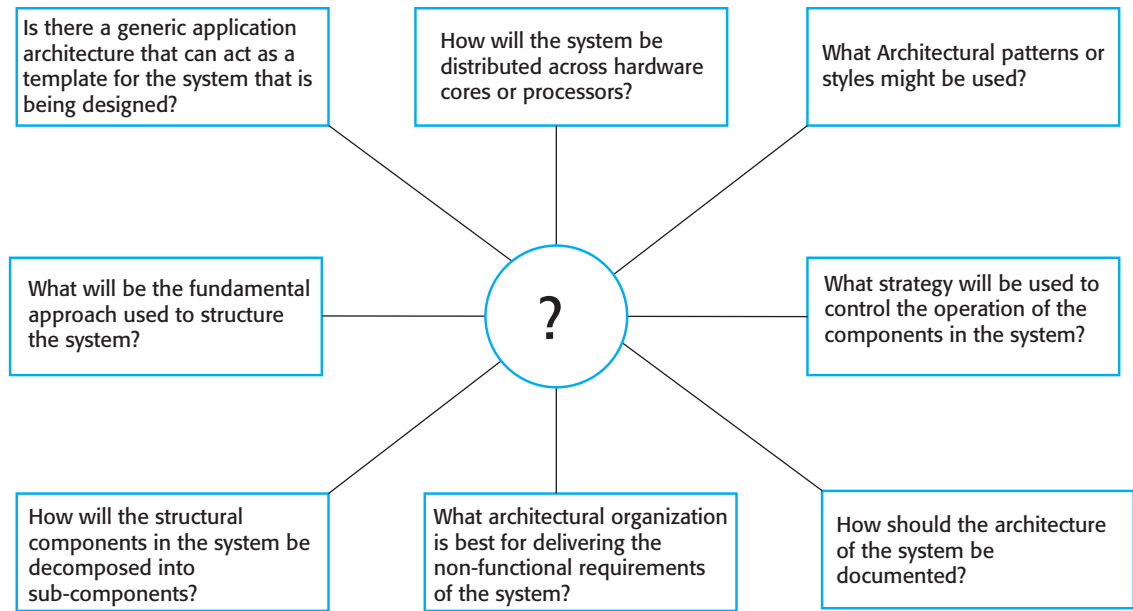 Is there a generic application
architecture that can act as a
template for the system that is
being designed?
How will the system be
distributed across hardware
cores or processors?
What Architectural patterns or
styles might be used?
What will be the fundamental
approach used to structure
the system?
?
What strategy will be used to
control the operation of the
components in the system?
How will the structural
components in the system be
decomposed into
sub-components?
What architectural organization
is best for delivering the
non-functional requirements
of the system?
How should the architecture
of the system be
documented?